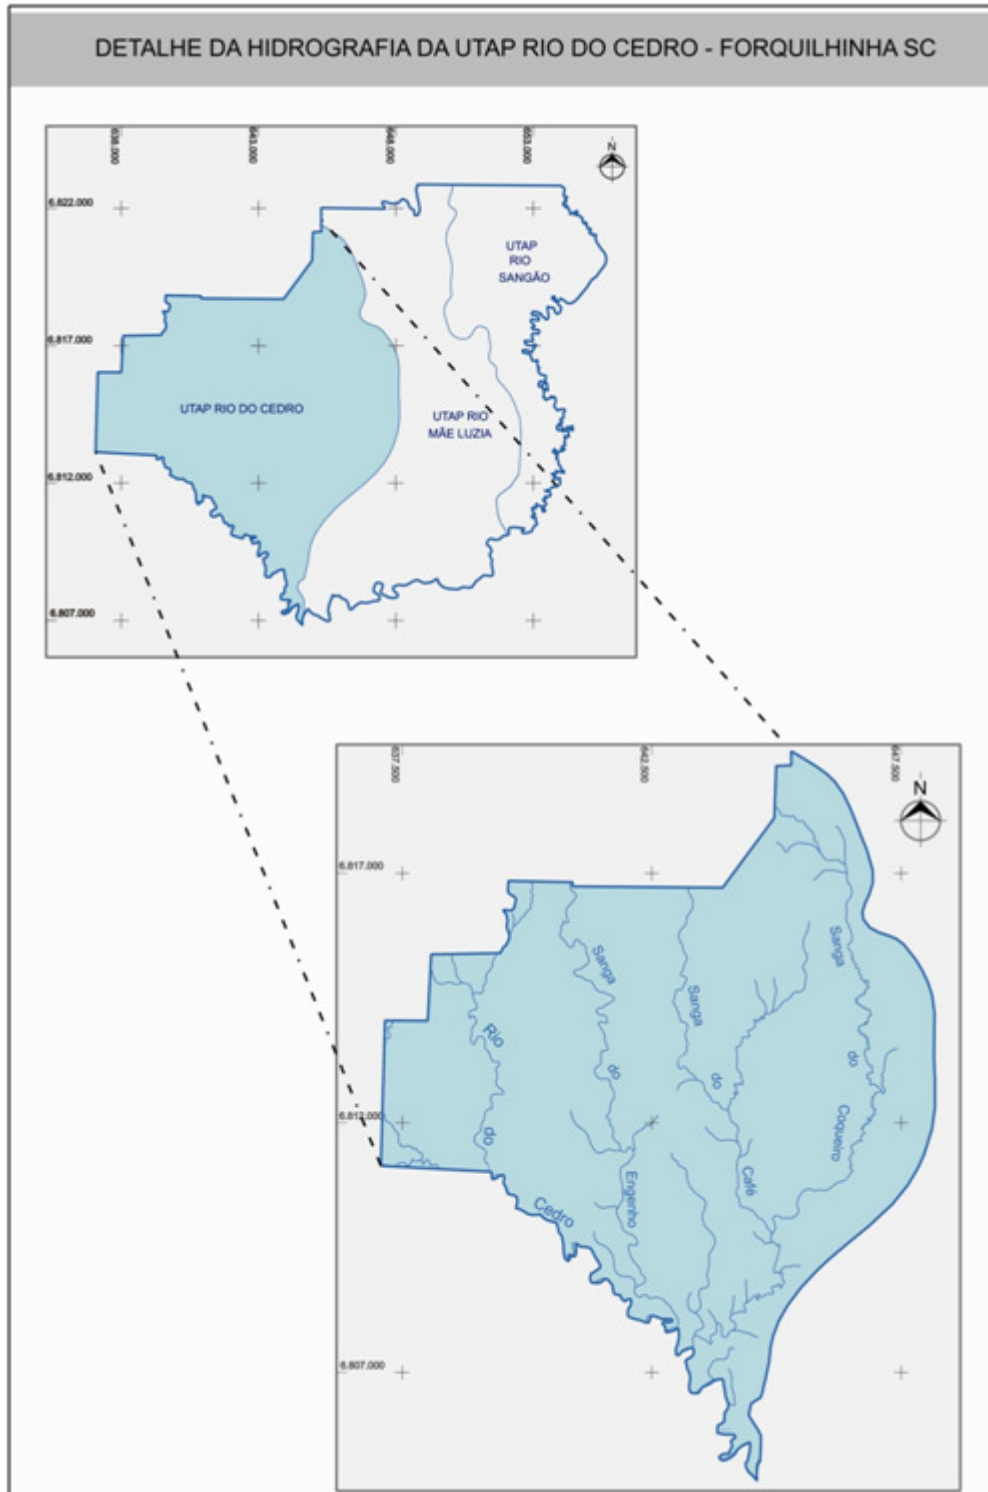 DETALHE DA HIDROGRAFIA DA UTAP RIO DO CEDRO - FORQUILHINHA SC
638.000
643.000
648.000
653.000
N
6.822.000
UTAP
RIO
SANGÃO
6.817.000
UTAP RIO DO CEDRO
UTAP RIO
MÃE LUZIA
6.812.000
6.807.000
637.500
642.500
647.500
N
6.817.000
Sanga
Sanga
Sanga
Rio
do
do
do
6.812.000
Coqueiro
do
Café
Engenho
Cedro
6.807.000